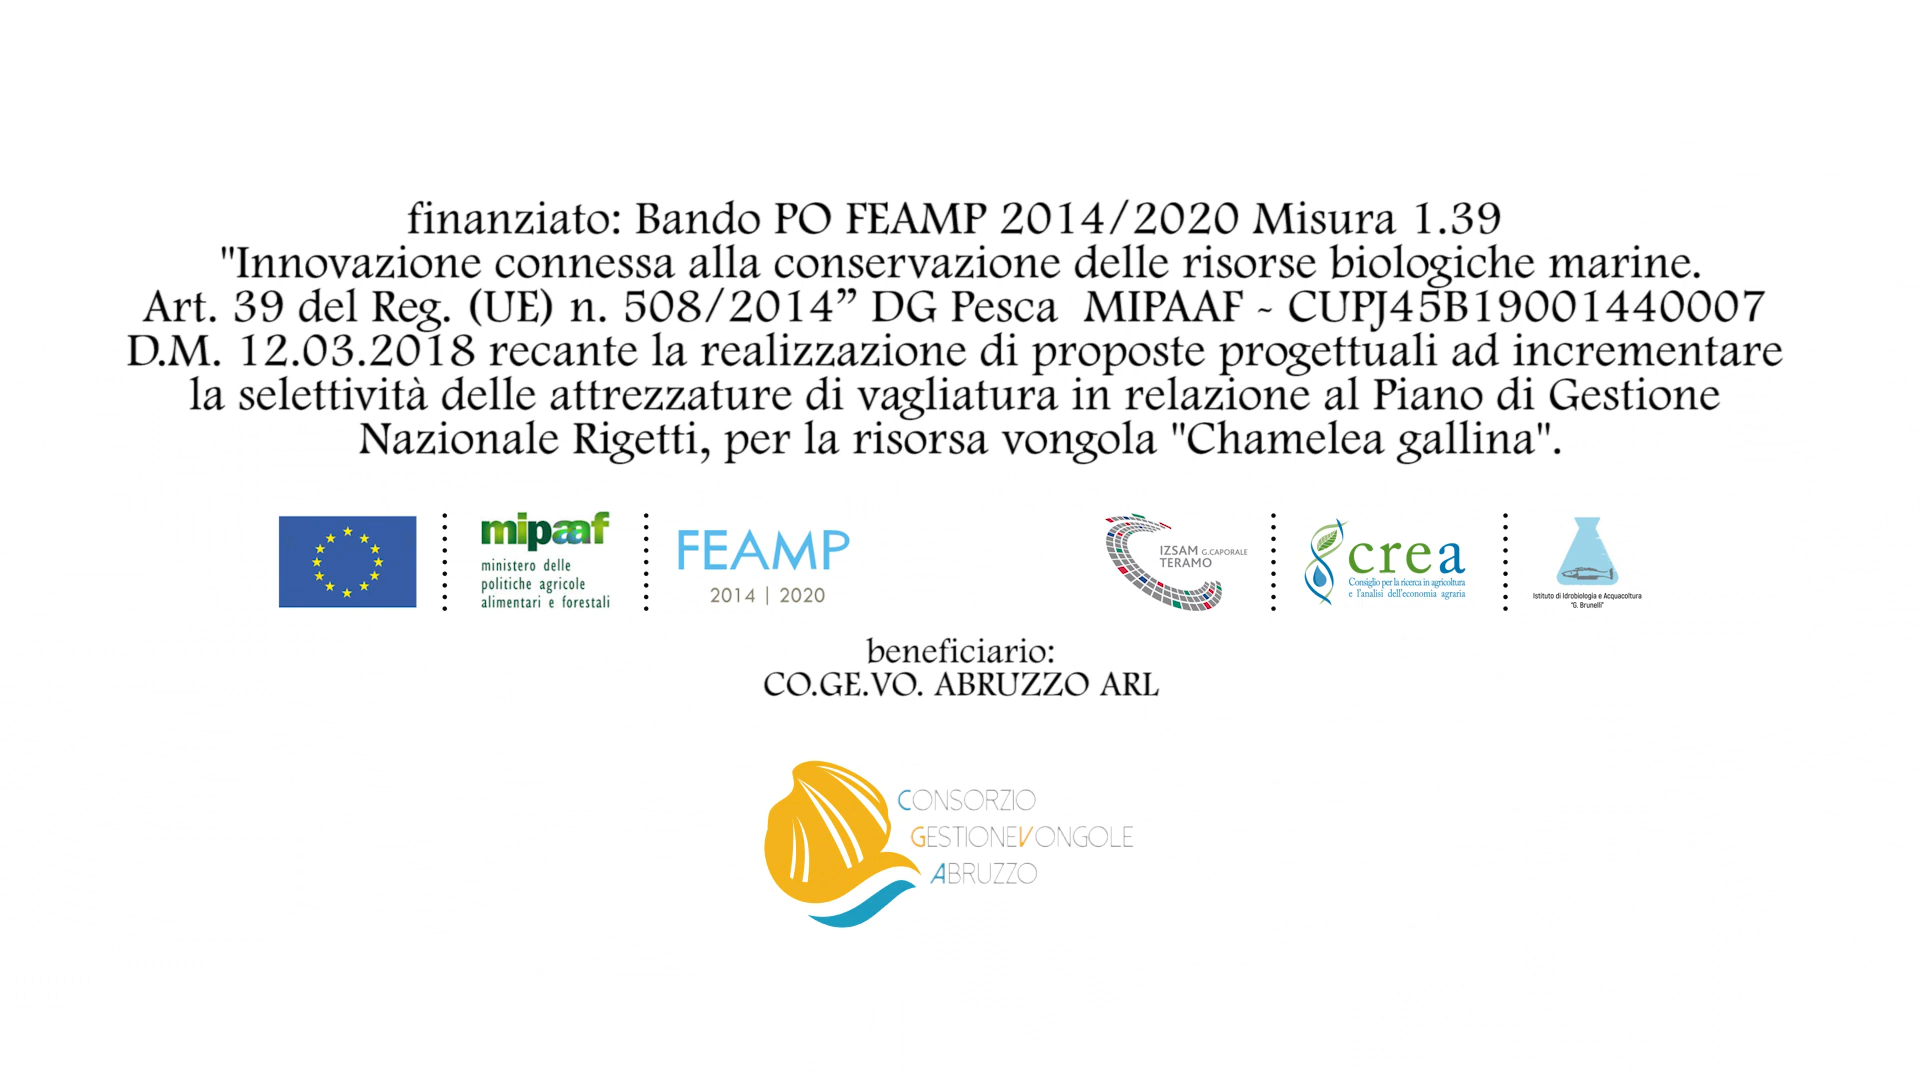 finanziato: Bando PO FEAMP 2014/2020 Misura 1.39
"Innovazione connessa alla conservazione delle risorse biologiche marine.
Art. 39 del Reg. (UE) n. 508/2014” DG Pesca MIPAAF - CUPJ45B19001440007
D.M. 12.03.2018 recante la realizzazione di proposte progettuali ad incrementare
la selettività delle attrezzature di vagliatura in relazione al Piano di Gestione
Nazionale Rigetti, per la risorsa vongola "Chamelea gallina".
mipaaf
ministero delle
politiche agricole
alimentari e forestali
FEAMP
2014 | 2020
IZSAM G.CAPORALE
TERAMO
crea
Consiglio per la ricerca in agricoltura
e l'analisi dell'economia agraria
Istituto di Idrobiologia e Acquacoltura
"G. Brunelli"
beneficiario:
CO.GE.VO. ABRUZZO ARL
CONSORZIO
GESTIONEVONGOLE
ABRUZZO